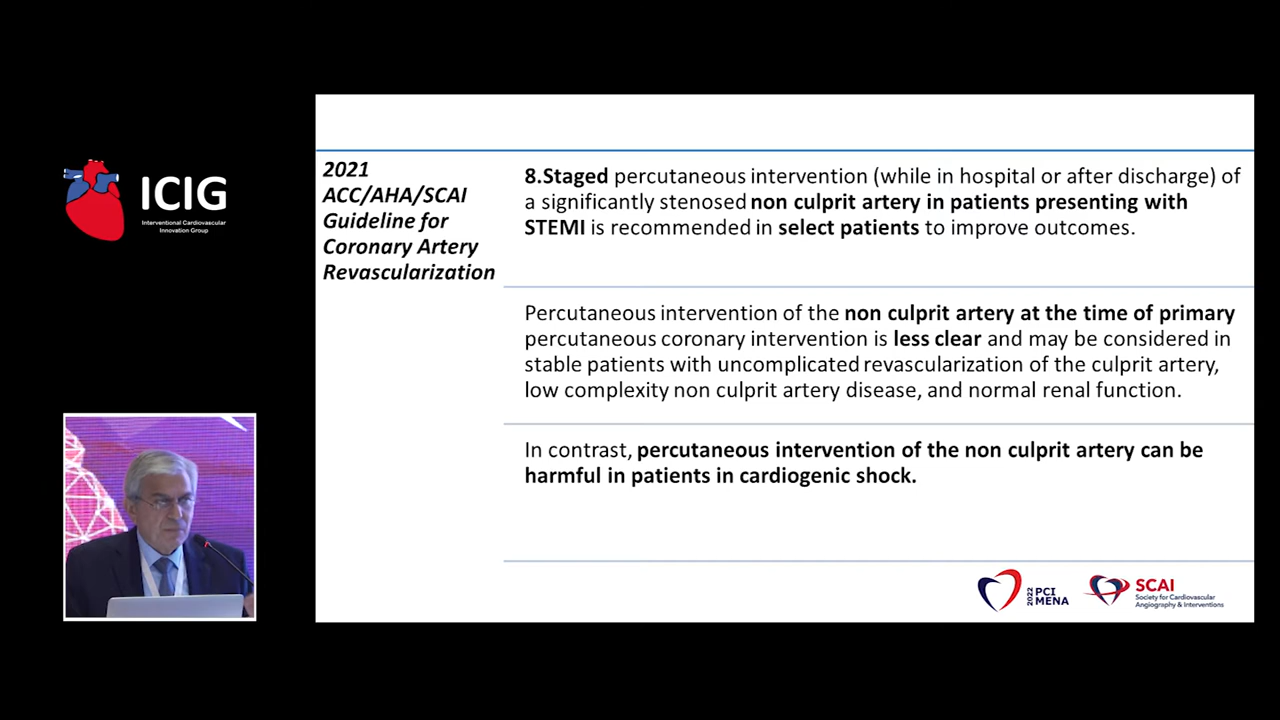 ICIG
Interventional Cardiovascular
Innovation Group
2021
ACC/AHA/SCAI
Guideline for
Coronary Artery
Revascularization
8.Staged percutaneous intervention (while in hospital or after discharge) of
a significantly stenosed non culprit artery in patients presenting with
STEMI is recommended in select patients to improve outcomes.
Percutaneous intervention of the non culprit artery at the time of primary
percutaneous coronary intervention is less clear and may be considered in
stable patients with uncomplicated revascularization of the culprit artery,
low complexity non culprit artery disease, and normal renal function.
In contrast, percutaneous intervention of the non culprit artery can be
harmful in patients in cardiogenic shock.
2022
PCI
MENA
SCAI
Society for Cardiovascular
Angiography & Interventions